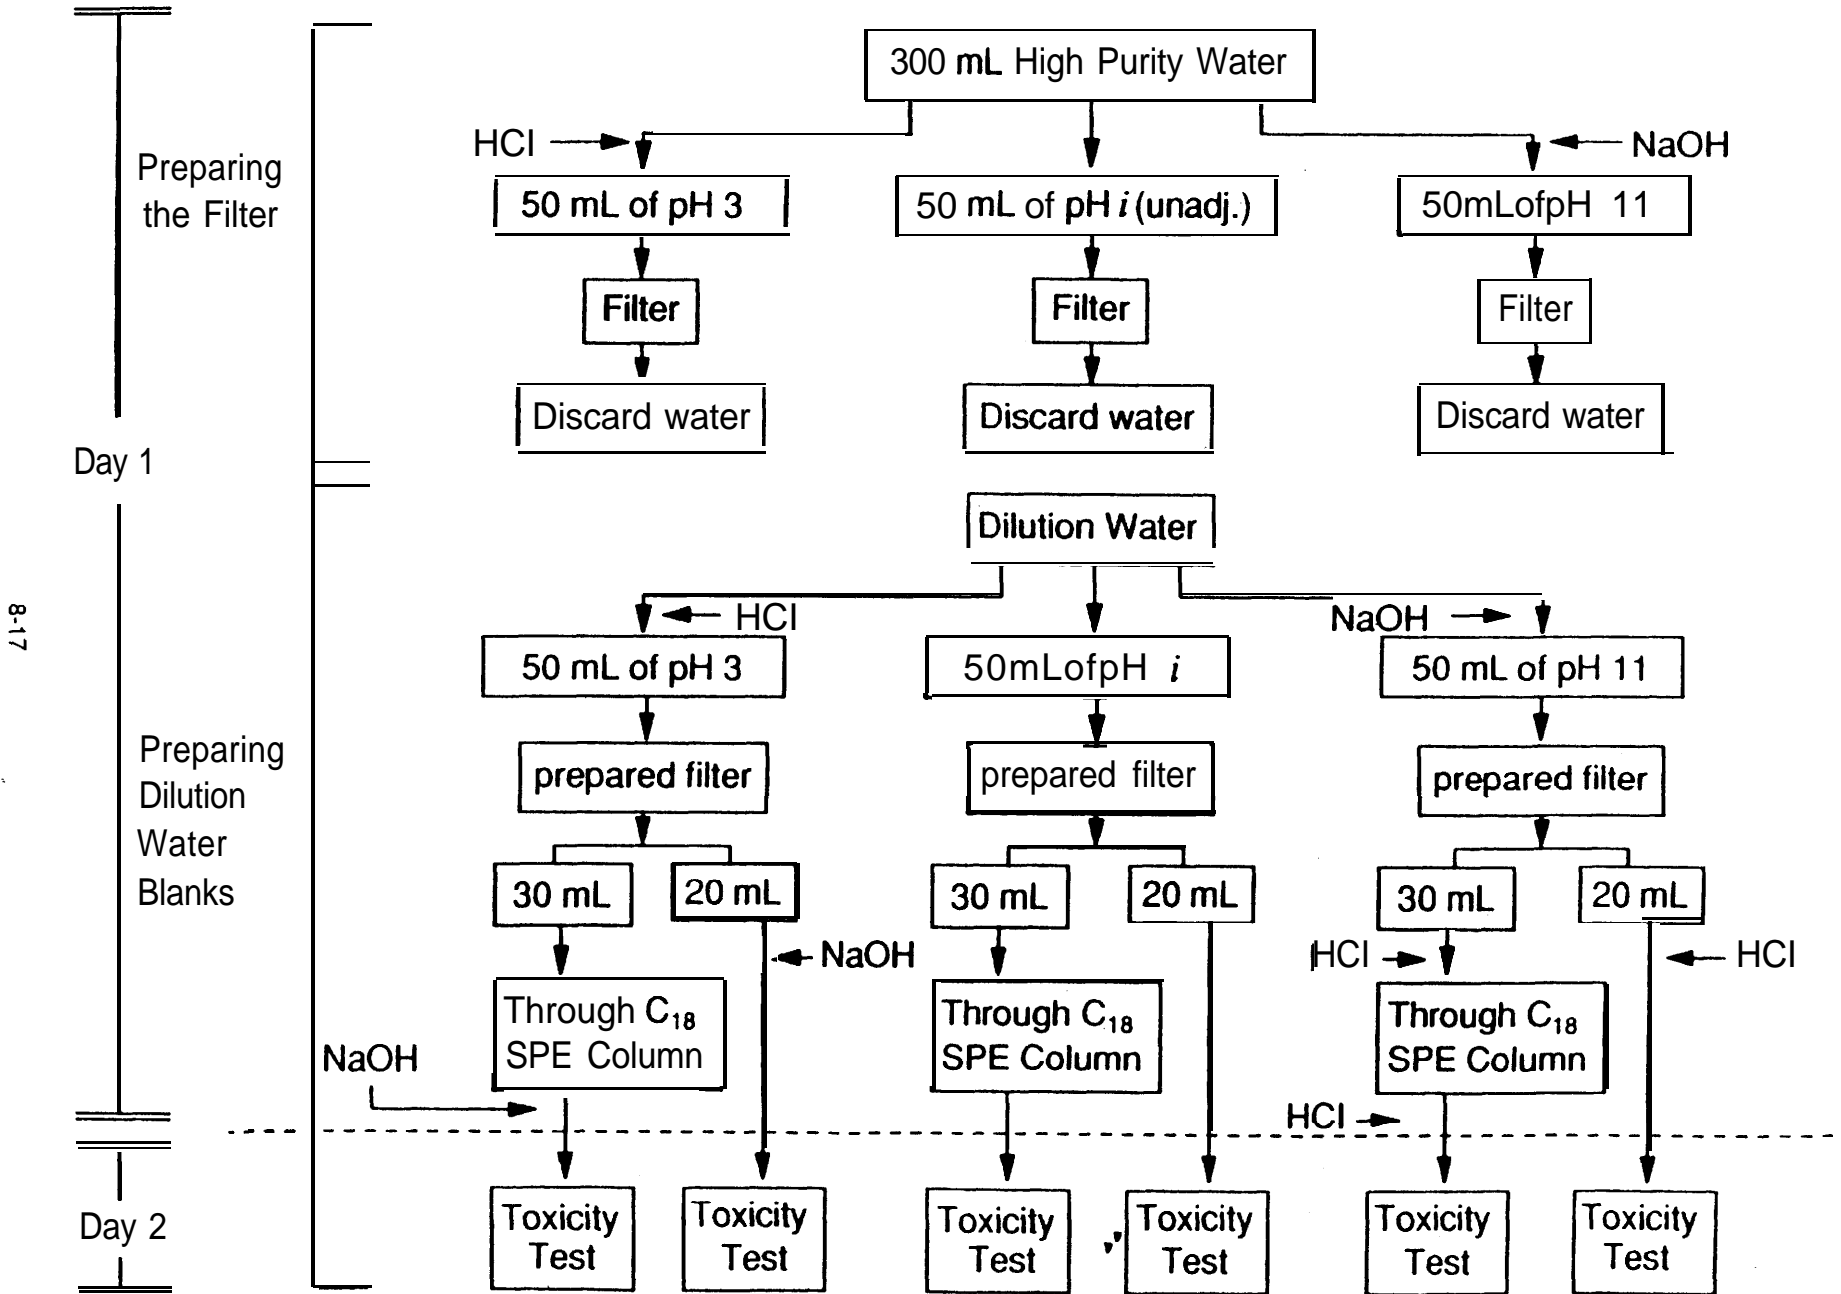 300 mL High Purity Water
HCl
NaOH
Preparing
the Filter
50 mL of pH 3
50 mL of pH i (unadj.)
50mLofpH 11
Filter
Filter
Filter
Discard water
Discard water
Discard water
Day 1
Dilution Water
HCl
NaOH
50 mL of pH 3
50mLofpH i
50 mL of pH 11
8-17
Preparing
Dilution
Water
Blanks
prepared filter
prepared filter
prepared filter
30 mL
20 mL
30 mL
20 mL
30 mL
20 mL
NaOH
HCl
HCl
Through C₁₈
SPE Column
Through C₁₈
SPE Column
Through C₁₈
SPE Column
NaOH
HCl
Day 2
Toxicity
Test
Toxicity
Test
Toxicity
Test
Toxicity
Test
Toxicity
Test
Toxicity
Test